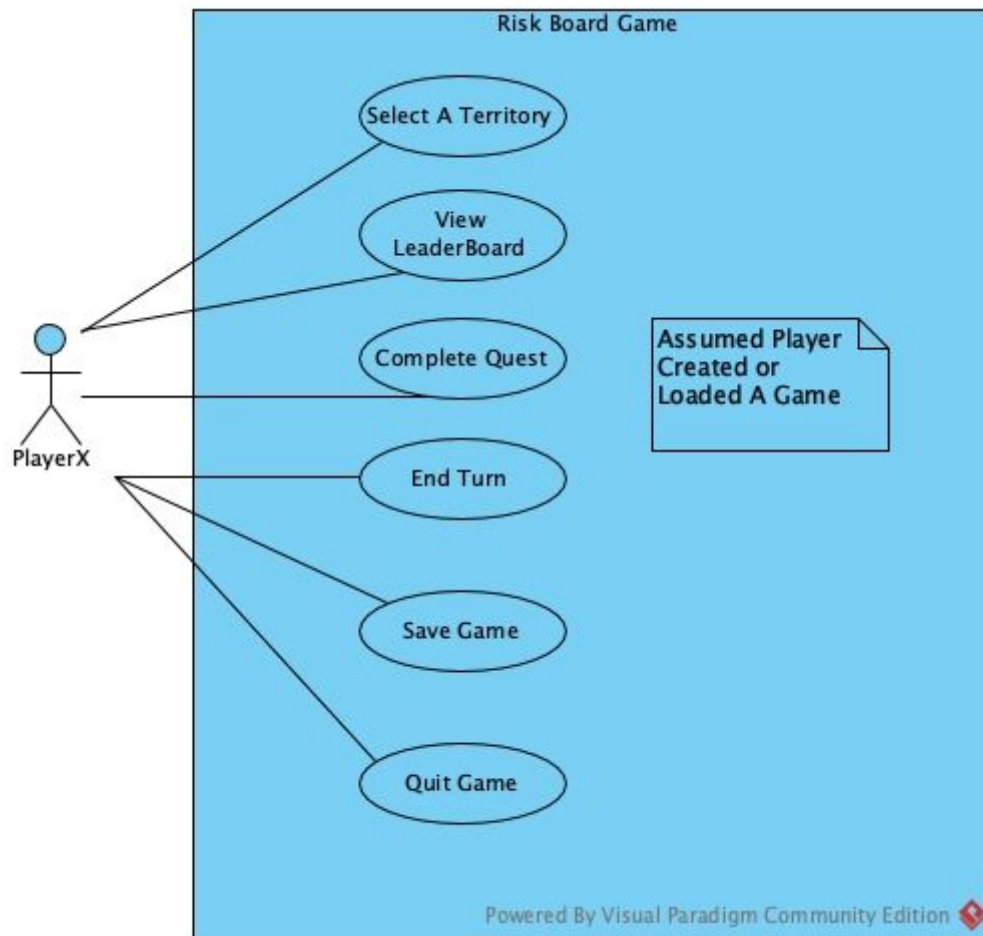 Risk Board Game
Select A Territory
View
LeaderBoard
Complete Quest
Assumed Player
Created or
Loaded A Game
PlayerX
End Turn
Save Game
Quit Game
Powered By Visual Paradigm Community Edition